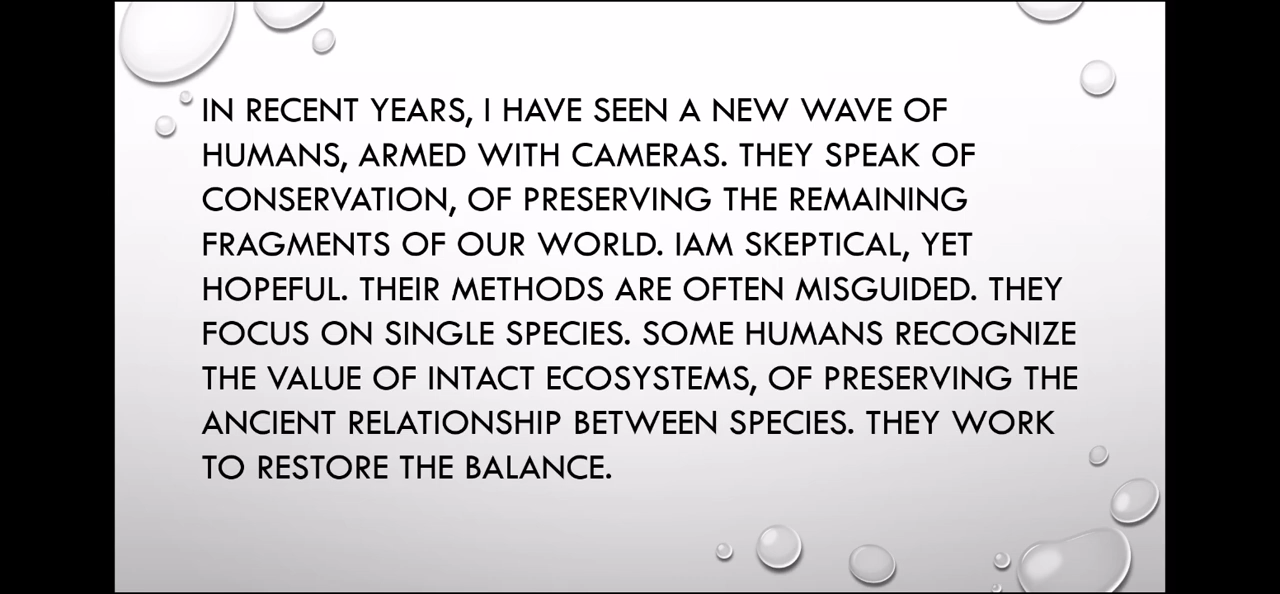 IN RECENT YEARS, I HAVE SEEN A NEW WAVE OF
HUMANS, ARMED WITH CAMERAS. THEY SPEAK OF
CONSERVATION, OF PRESERVING THE REMAINING
FRAGMENTS OF OUR WORLD. IAM SKEPTICAL, YET
HOPEFUL. THEIR METHODS ARE OFTEN MISGUIDED. THEY
FOCUS ON SINGLE SPECIES. SOME HUMANS RECOGNIZE
THE VALUE OF INTACT ECOSYSTEMS, OF PRESERVING THE
ANCIENT RELATIONSHIP BETWEEN SPECIES. THEY WORK
TO RESTORE THE BALANCE.